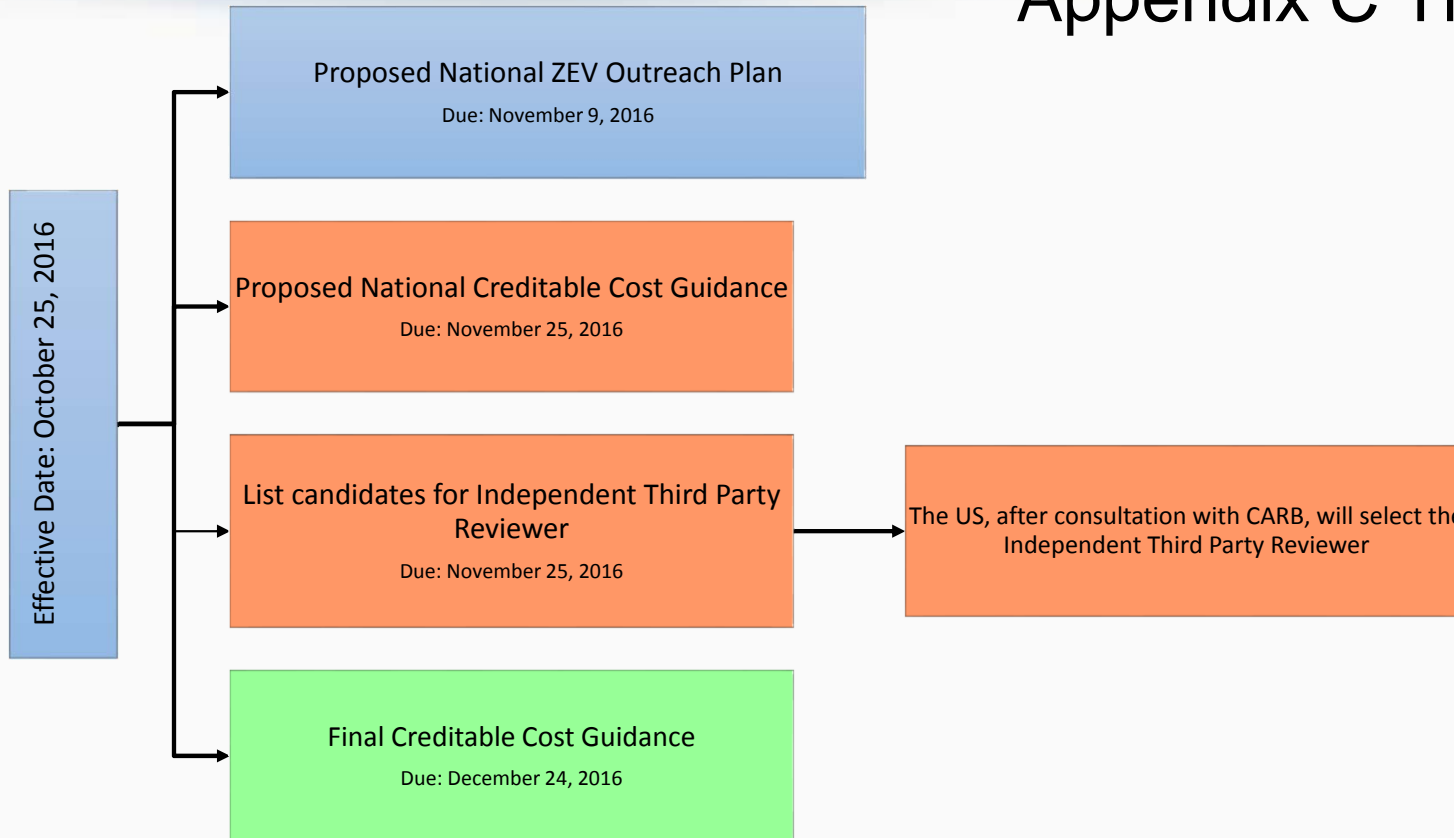 Appendix C
Proposed National ZEV Outreach Plan
Due: November 9, 2016
Effective Date: October 25, 2016
Proposed National Creditable Cost Guidance
Due: November 25, 2016
List candidates for Independent Third Party
Reviewer
Due: November 25, 2016
The US, after consultation with CARB, will select the
Independent Third Party Reviewer
Final Creditable Cost Guidance
Due: December 24, 2016